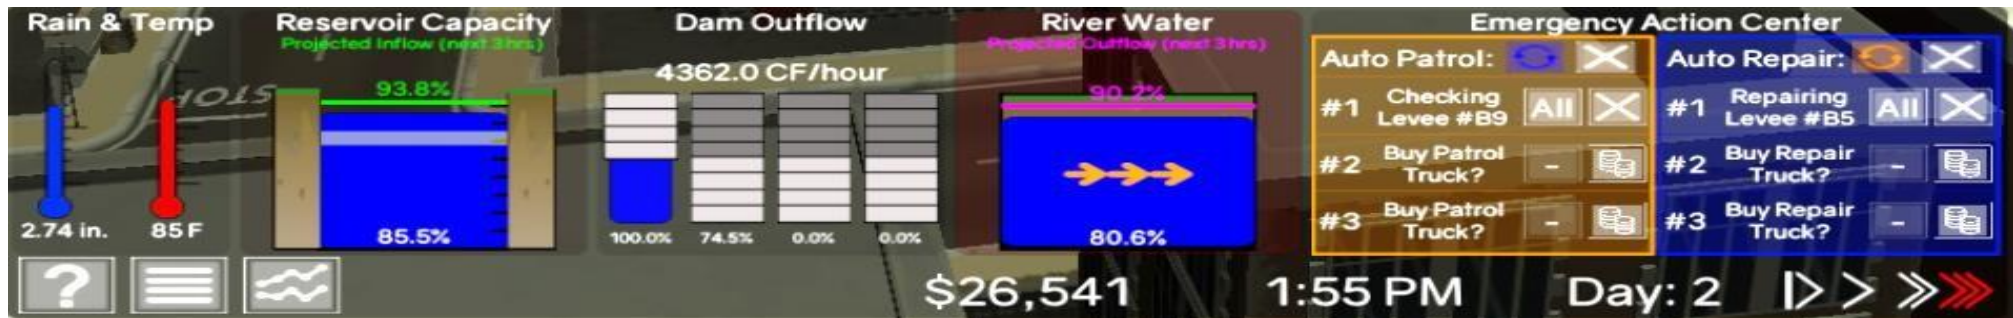 Rain & Temp
2.74 in.
85 F
Reservoir Capacity
Projected Inflow (next 3hrs)
93.8%
85.5%
Dam Outflow
4362.0 CF/hour
100.0% 74.5% 0.0% 0.0%
River Water
Projected Outflow (next 3hrs)
90.2%
80.6%
Emergency Action Center
Auto Patrol:
#1 Checking
Levee #B9 All
#2 Buy Patrol
Truck? -
#3 Buy Patrol
Truck? -
Auto Repair:
#1 Repairing
Levee #B5 All
#2 Buy Repair
Truck? -
#3 Buy Repair
Truck? -
STOP
?
$26,541 1:55 PM Day: 2